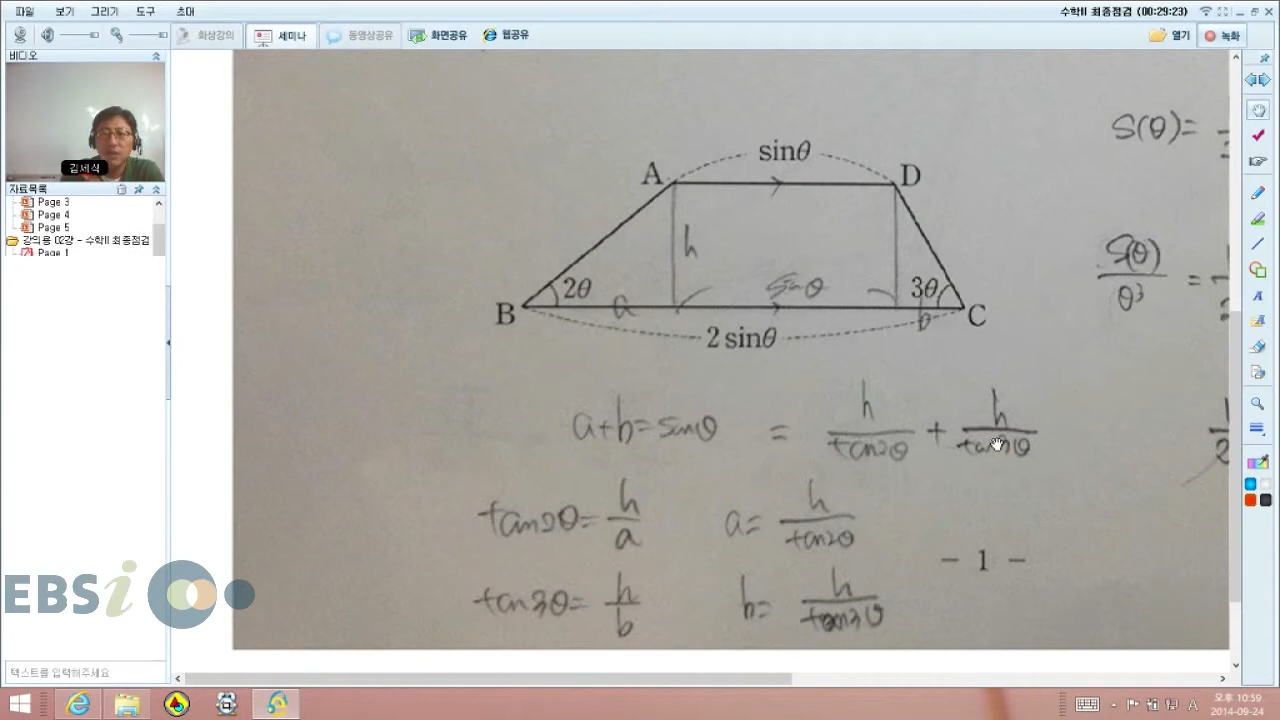 파일 보기 그리기 도구 초대
수학II 최종점검 (00:29:23)
화상강의 세미나 동영상공유 화면공유 웹공유 열기 녹화
비디오
김세식
자료목록
Page 3
Page 4
Page 5
강의용 02강 - 수학II 최종점검
Page 1
sinθ
A D
h
2θ a sinθ 3θ b
B C
2 sinθ
S(θ)=
S(θ)/θ³ =
a+b=sinθ = h/tan2θ + h/tan3θ
tan2θ= h/a a= h/tan2θ
- 1 -
tan3θ= h/b b= h/tan3θ
EBSi
텍스트를 입력해주세요
A 오후 10:59
2014-09-24